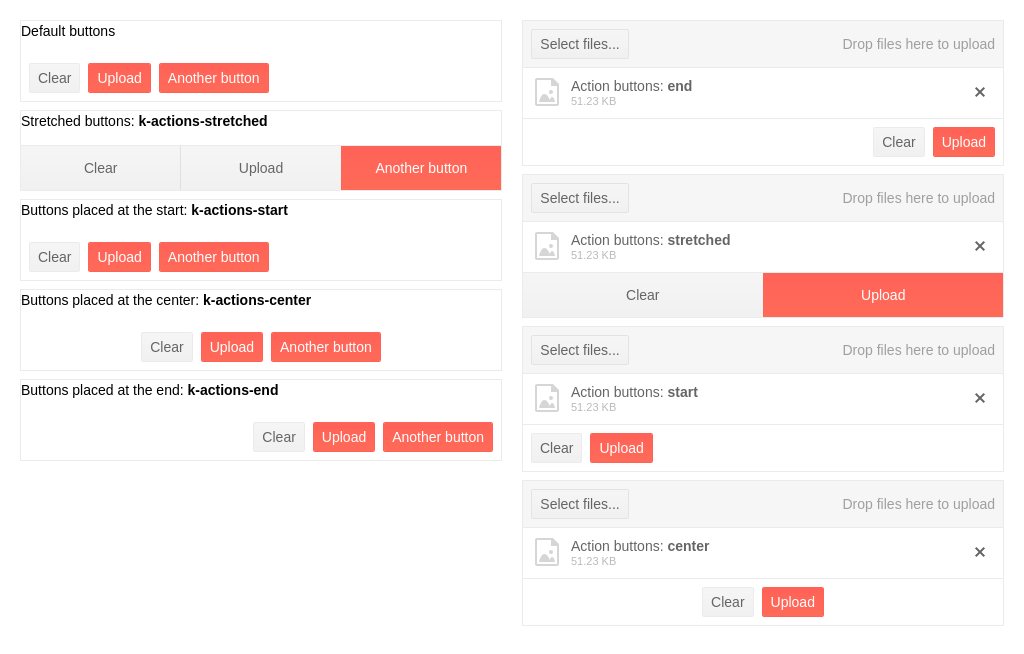 Default buttons
Clear Upload Another button
Stretched buttons: k-actions-stretched
Clear Upload Another button
Buttons placed at the start: k-actions-start
Clear Upload Another button
Buttons placed at the center: k-actions-center
Clear Upload Another button
Buttons placed at the end: k-actions-end
Clear Upload Another button
Select files... Drop files here to upload
Action buttons: end
51.23 KB
Clear Upload
Select files... Drop files here to upload
Action buttons: stretched
51.23 KB
Clear Upload
Select files... Drop files here to upload
Action buttons: start
51.23 KB
Clear Upload
Select files... Drop files here to upload
Action buttons: center
51.23 KB
Clear Upload